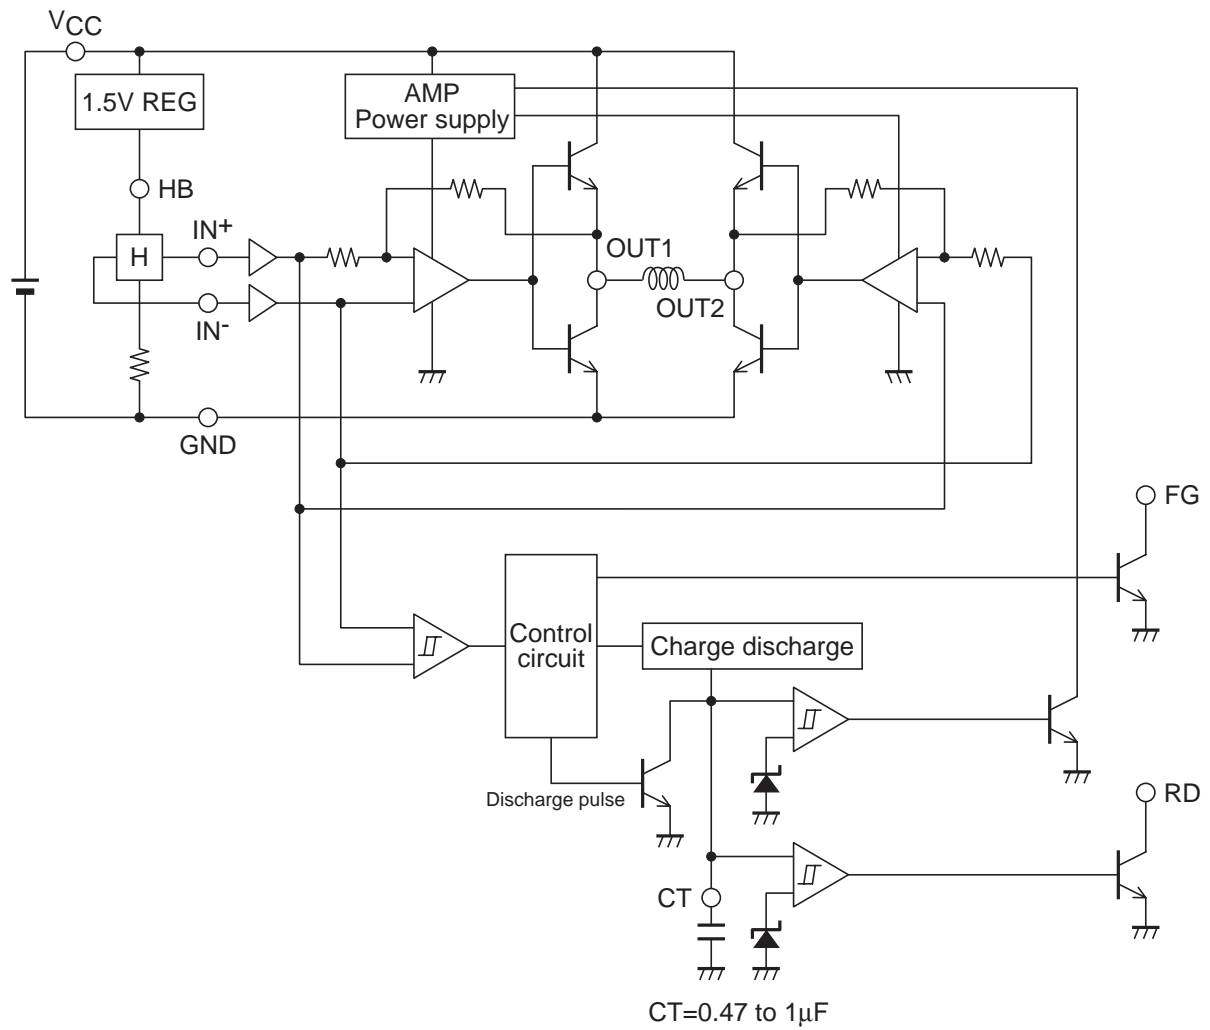 VCC
1.5V REG
AMP
Power supply
HB
IN+
H
OUT1
OUT2
IN-
GND
FG
Control
circuit
Charge discharge
Discharge pulse
RD
CT
CT=0.47 to 1μF